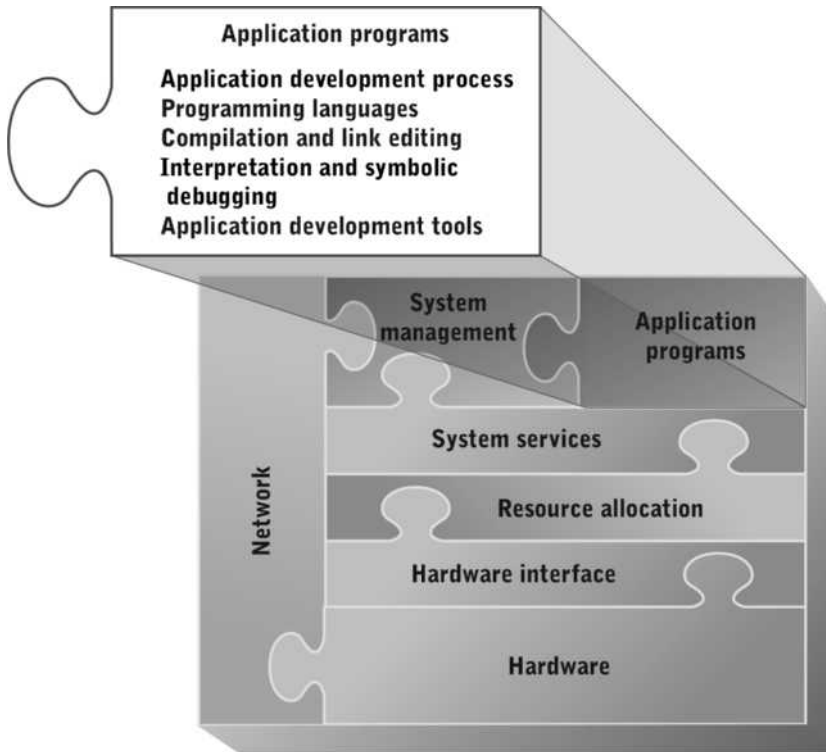 Application programs
Application development process
Programming languages
Compilation and link editing
Interpretation and symbolic
debugging
Application development tools
System
management
Application
programs
System services
Network
Resource allocation
Hardware interface
Hardware